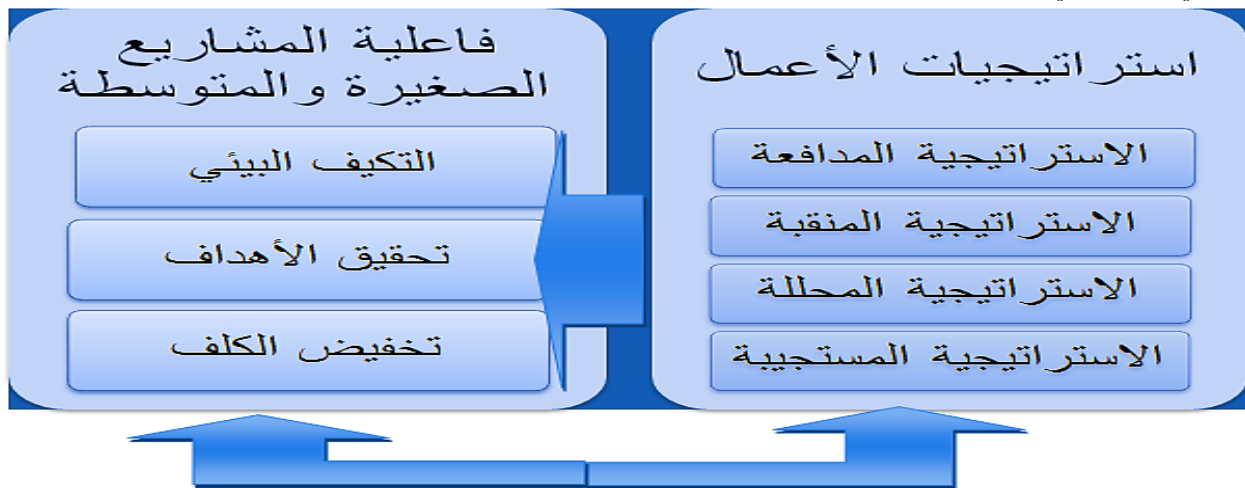 استراتيجيات الأعمال
الاستراتيجية المدافعة
الاستراتيجية المنقبة
الاستراتيجية المحللة
الاستراتيجية المستجيبة
فاعلية المشاريع
الصغيرة والمتوسطة
التكيف البيئي
تحقيق الأهداف
تخفيض الكلف